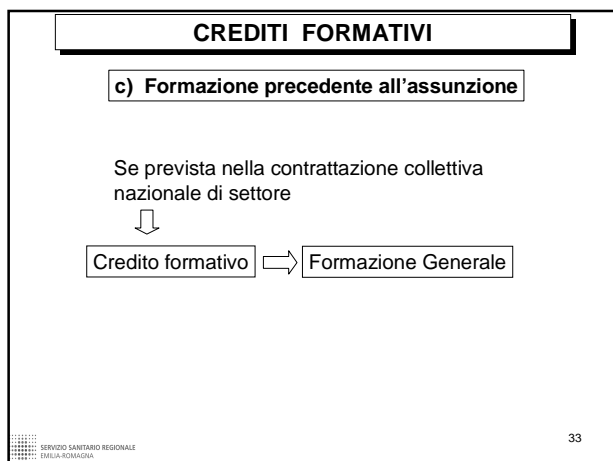 CREDITI FORMATIVI
c) Formazione precedente all'assunzione
Se prevista nella contrattazione collettiva
nazionale di settore
Credito formativo
Formazione Generale
SERVIZIO SANITARIO REGIONALE
EMILIA-ROMAGNA
33